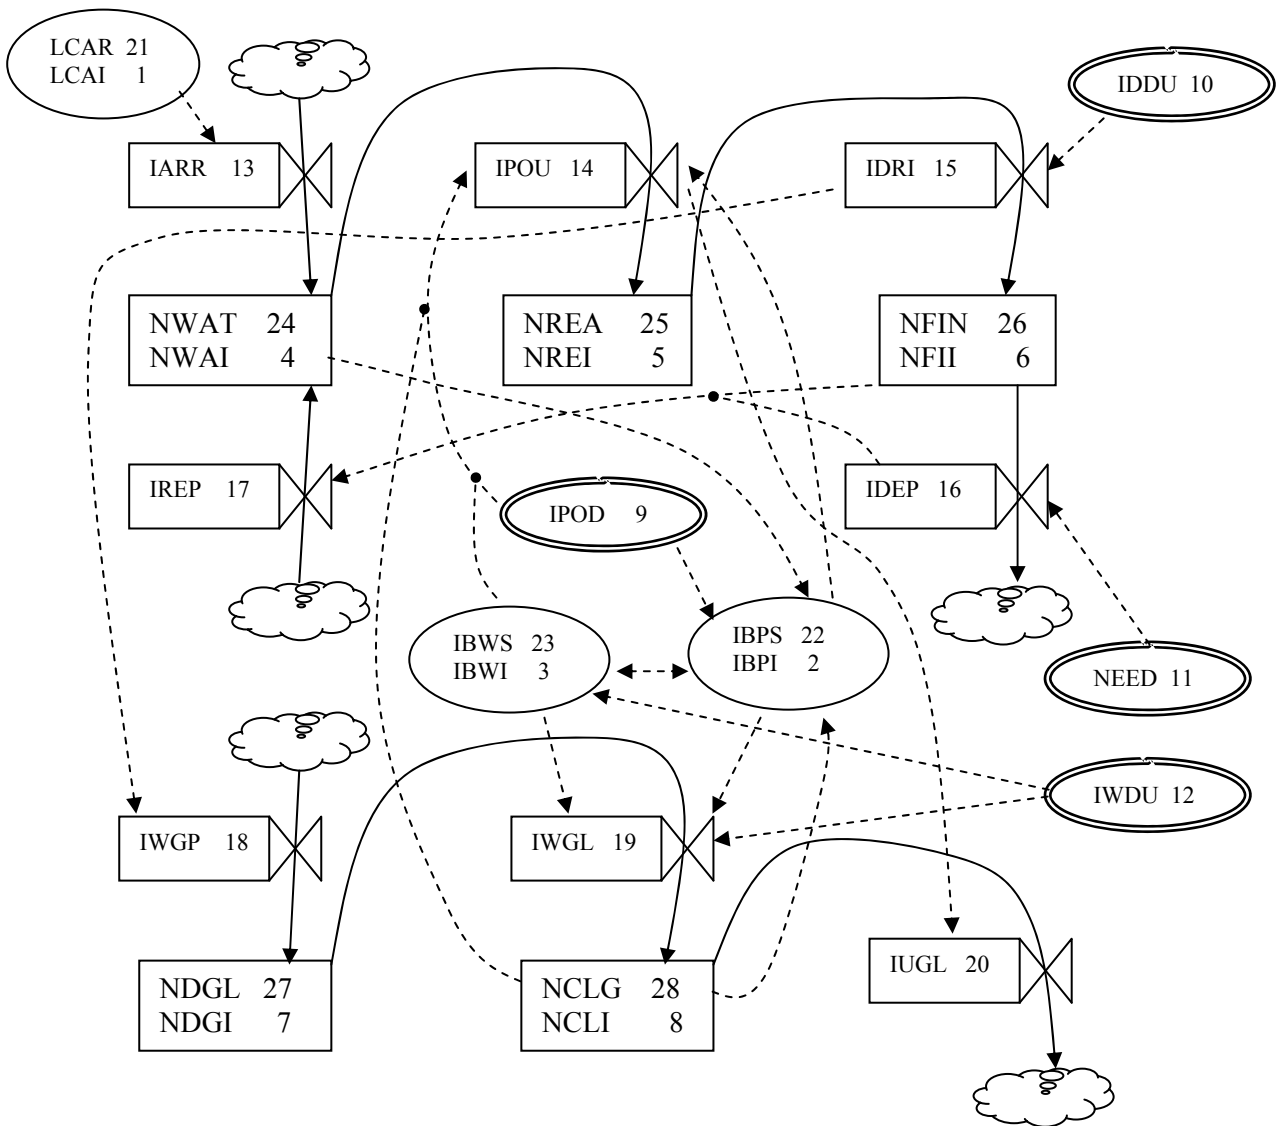 LCAR 21
LCAI 1
IDDU 10
IARR 13
IPOU 14
IDRI 15
NWAT 24
NWAI 4
NREA 25
NREI 5
NFIN 26
NFII 6
IREP 17
IPOD 9
IDEP 16
IBWS 23
IBWI 3
IBPS 22
IBPI 2
NEED 11
IWDU 12
IWGP 18
IWGL 19
IUGL 20
NDGL 27
NDGI 7
NCLG 28
NCLI 8